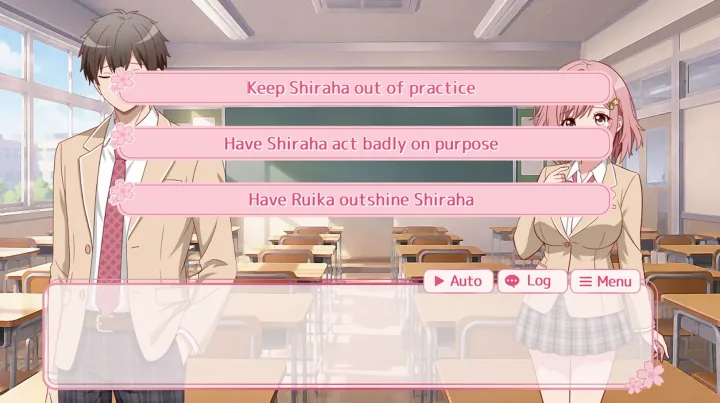 Keep Shiraha out of practice
Have Shiraha act badly on purpose
Have Ruika outshine Shiraha
Auto Log Menu